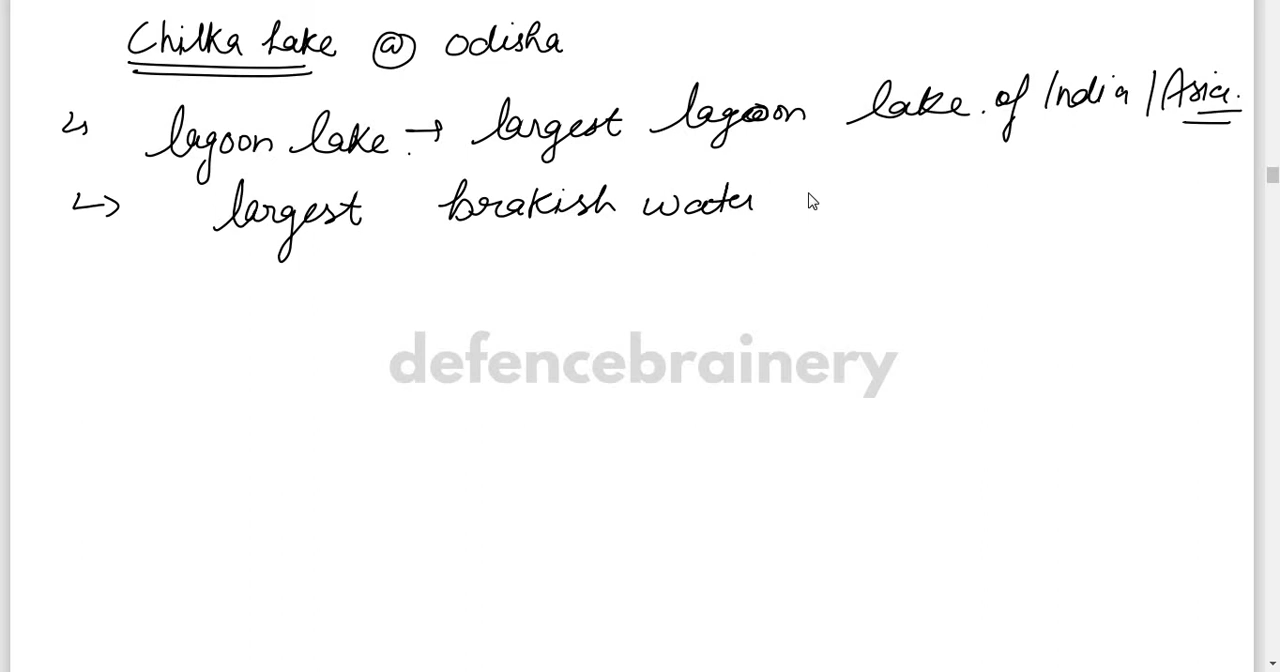 Chilka Lake @ odisha
lagoon lake. → largest lagoon lake. of India / Asia.
↳ largest brakish water
defencebrainery